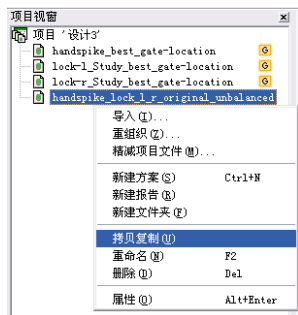 项目视窗
项目 '设计3'
handspike_best_gate-location G
lock-l_Study_best_gate-location G
lock-r_Study_best_gate-location G
handspike_lock_l_r_original_unbalanced
导入(I)...
重组织(Z)...
精减项目文件(M)...
新建方案(S) Ctrl+N
新建报告(R)
新建文件夹(F)
拷贝复制(U)
重命名(N) F2
删除(D) Del
属性(O) Alt+Enter